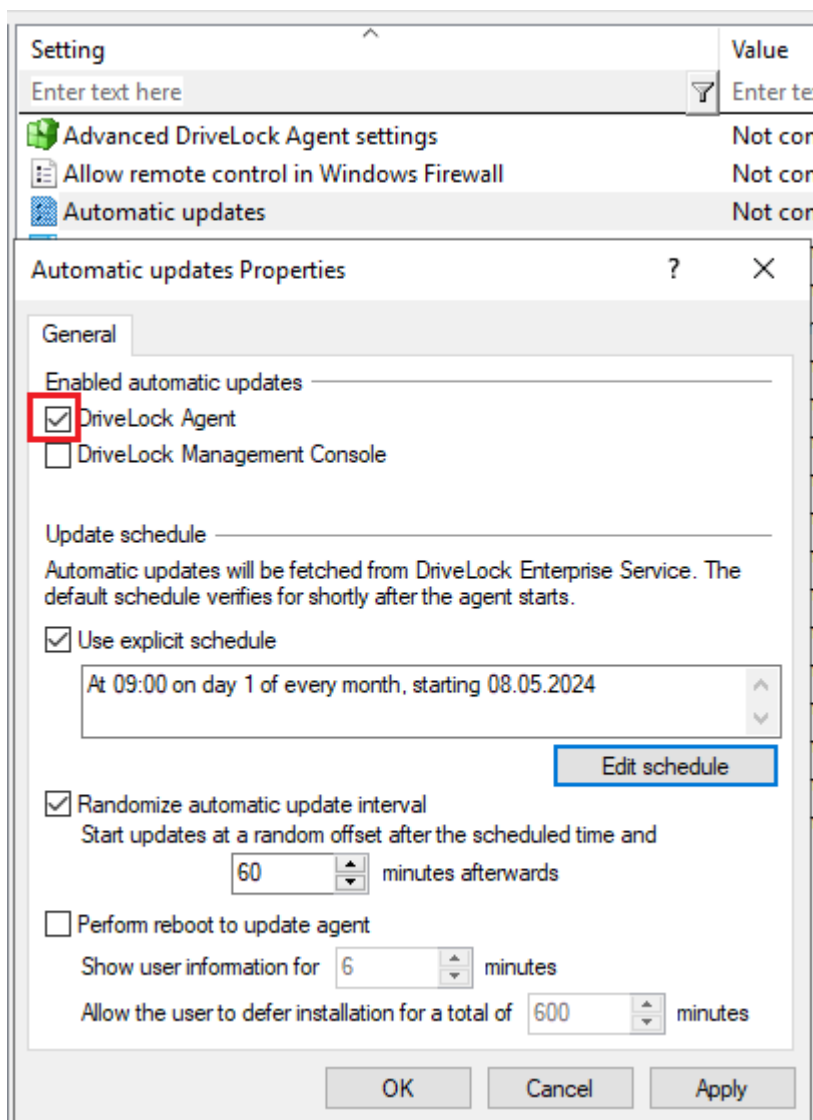 Setting Value
Enter text here Enter te
Advanced DriveLock Agent settings Not cor
Allow remote control in Windows Firewall Not cor
Automatic updates Not cor
Automatic updates Properties ?
General
Enabled automatic updates
DriveLock Agent
DriveLock Management Console
Update schedule
Automatic updates will be fetched from DriveLock Enterprise Service. The
default schedule verifies for shortly after the agent starts.
Use explicit schedule
At 09:00 on day 1 of every month, starting 08.05.2024
Edit schedule
Randomize automatic update interval
Start updates at a random offset after the scheduled time and
60 minutes afterwards
Perform reboot to update agent
Show user information for 6 minutes
Allow the user to defer installation for a total of 600 minutes
OK Cancel Apply